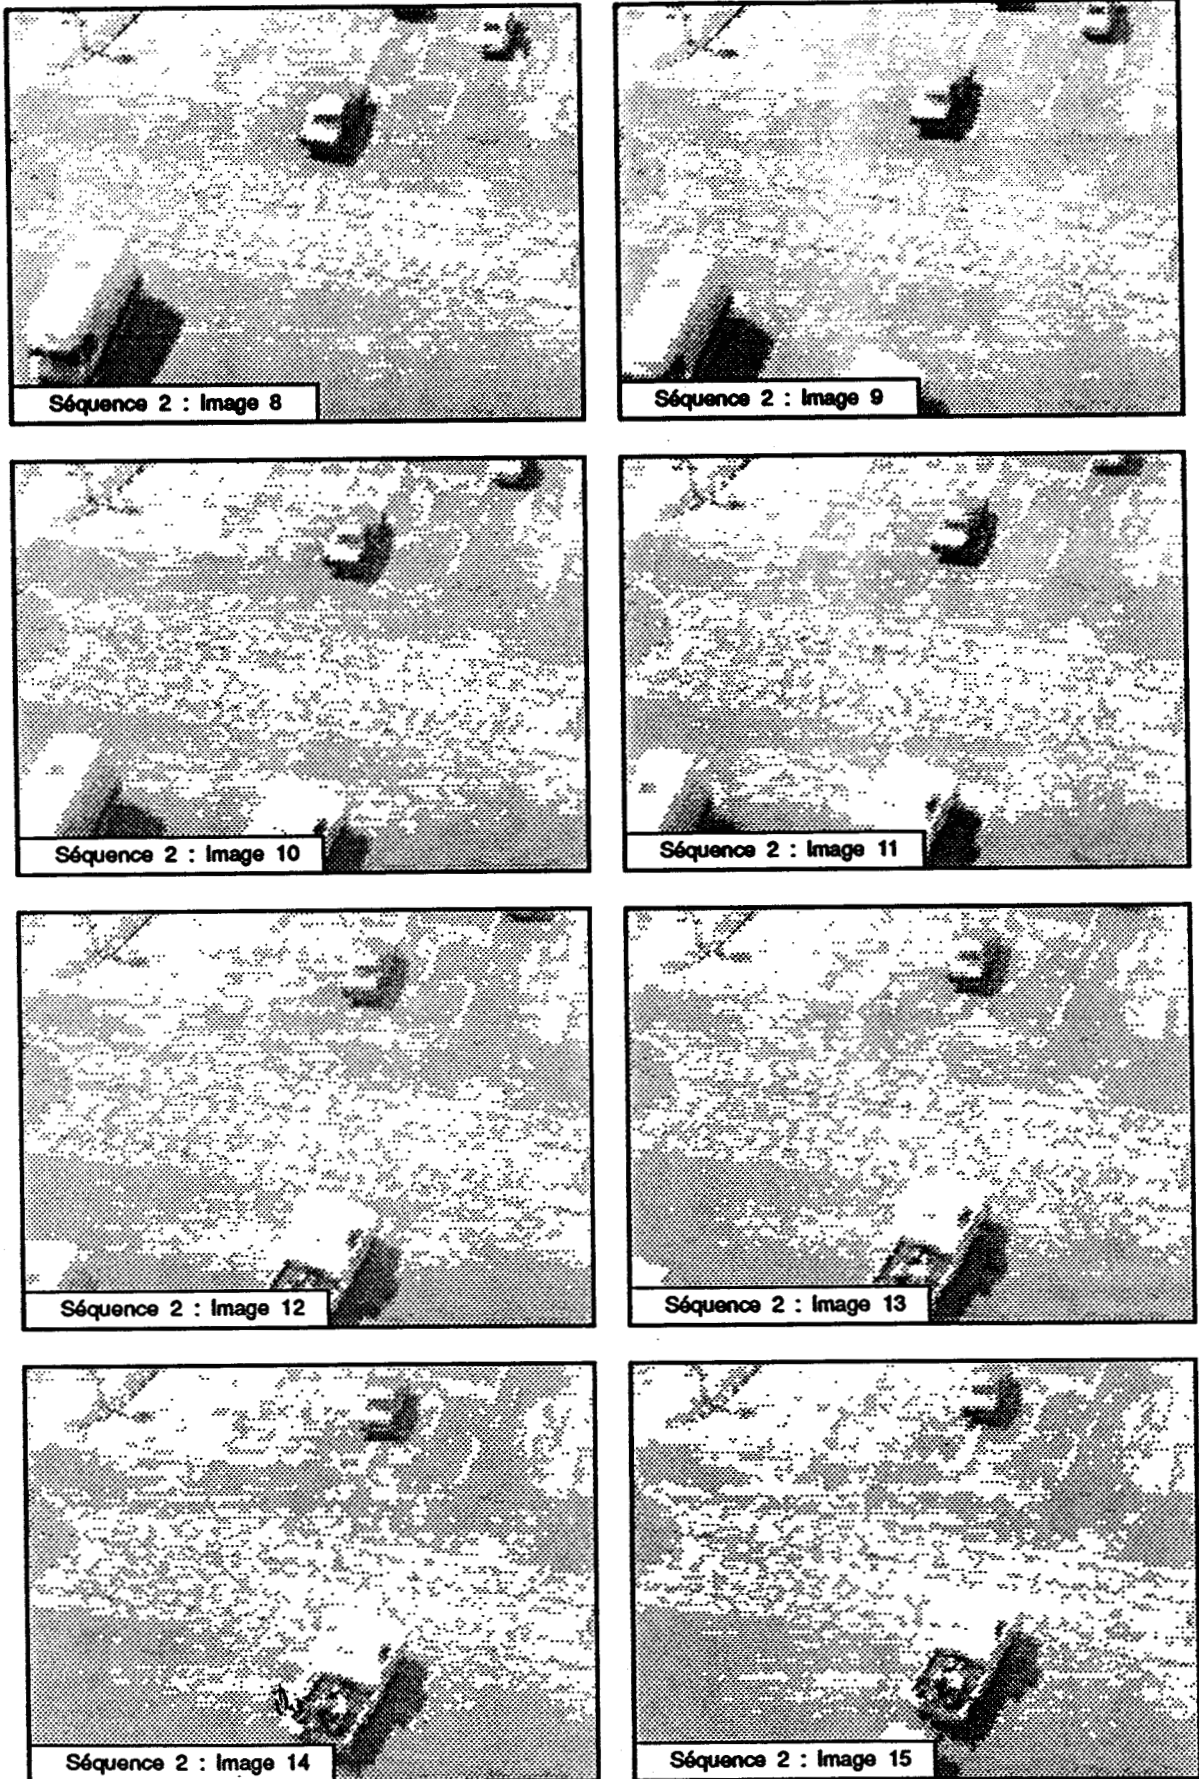 Séquence 2 : Image 8
Séquence 2 : Image 9
Séquence 2 : Image 10
Séquence 2 : Image 11
Séquence 2 : Image 12
Séquence 2 : Image 13
Séquence 2 : Image 14
Séquence 2 : Image 15